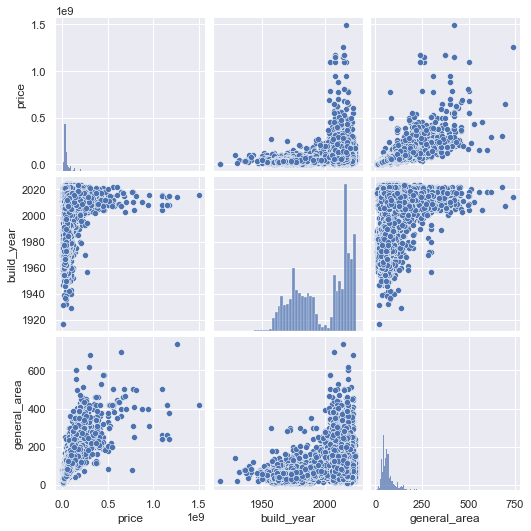 1e9
1.5
1.0
0.5
0.0
price
2020
2000
1980
1960
1940
1920
build_year
600
400
200
0
general_area
0.0 0.5 1.0 1.5
1e9
price
1950 2000
build_year
0 250 500 750
general_area